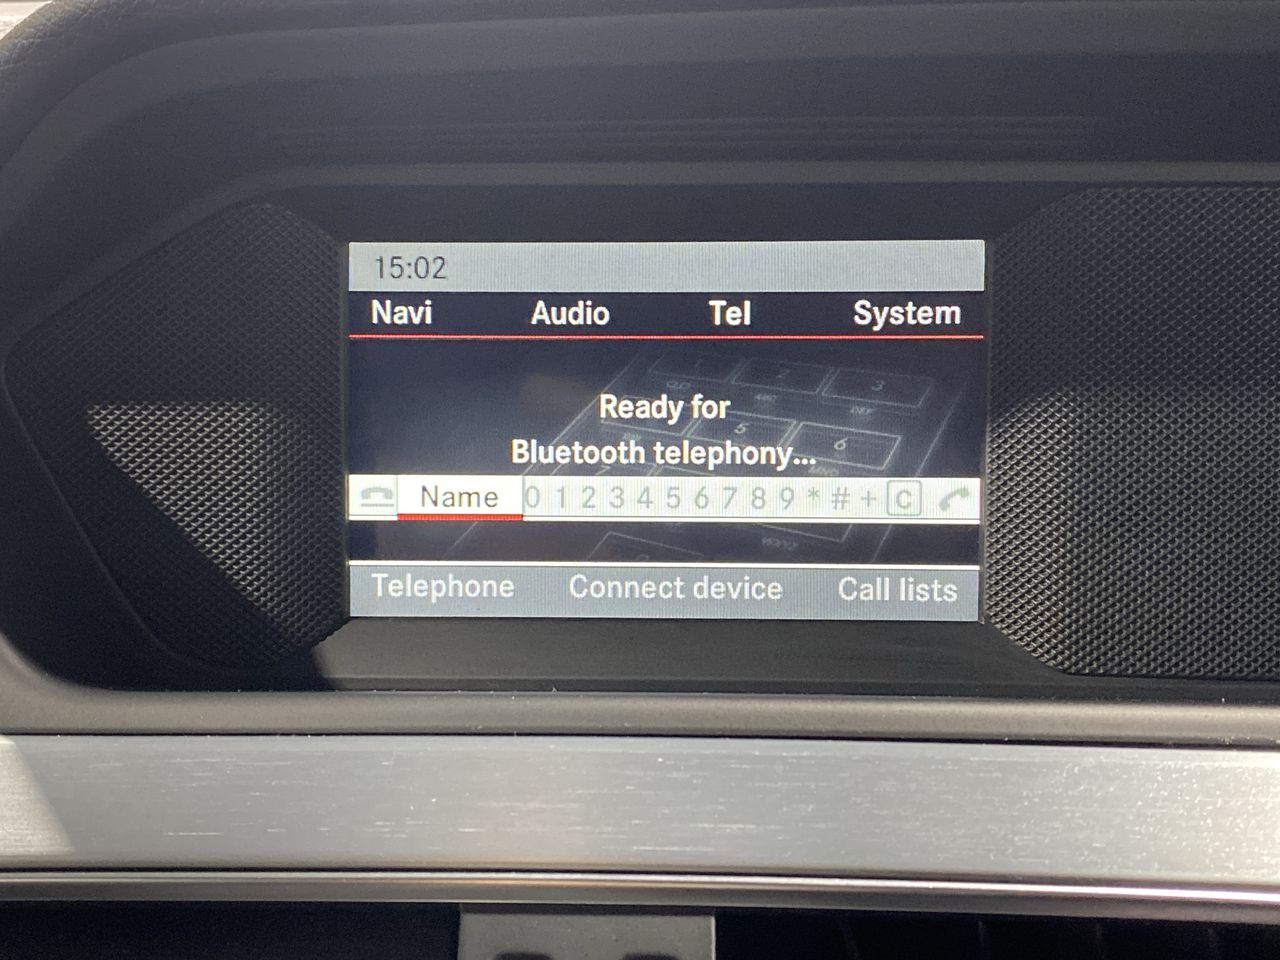 15:02
Navi Audio Tel System
Ready for
Bluetooth telephony...
Name 0 1 2 3 4 5 6 7 8 9 * # + C
Telephone Connect device Call lists